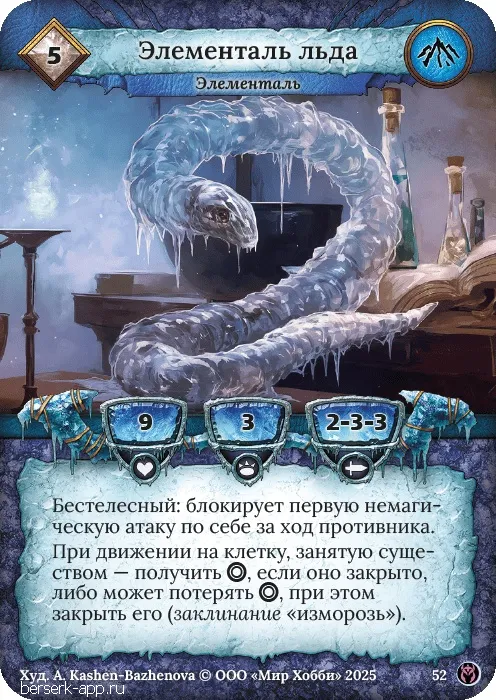 5
Элементаль льда
Элементаль
9
3
2-3-3
Бестелесный: блокирует первую немаги-
ческую атаку по себе за ход противника.
При движении на клетку, занятую суще-
ством — получить, если оно закрыто,
либо может потерять, при этом
закрыть его (заклинание «изморозь»).
Худ. A. Kashen-Bazhenova © ООО «Мир Хобби» 2025
52
berserk-app.ru